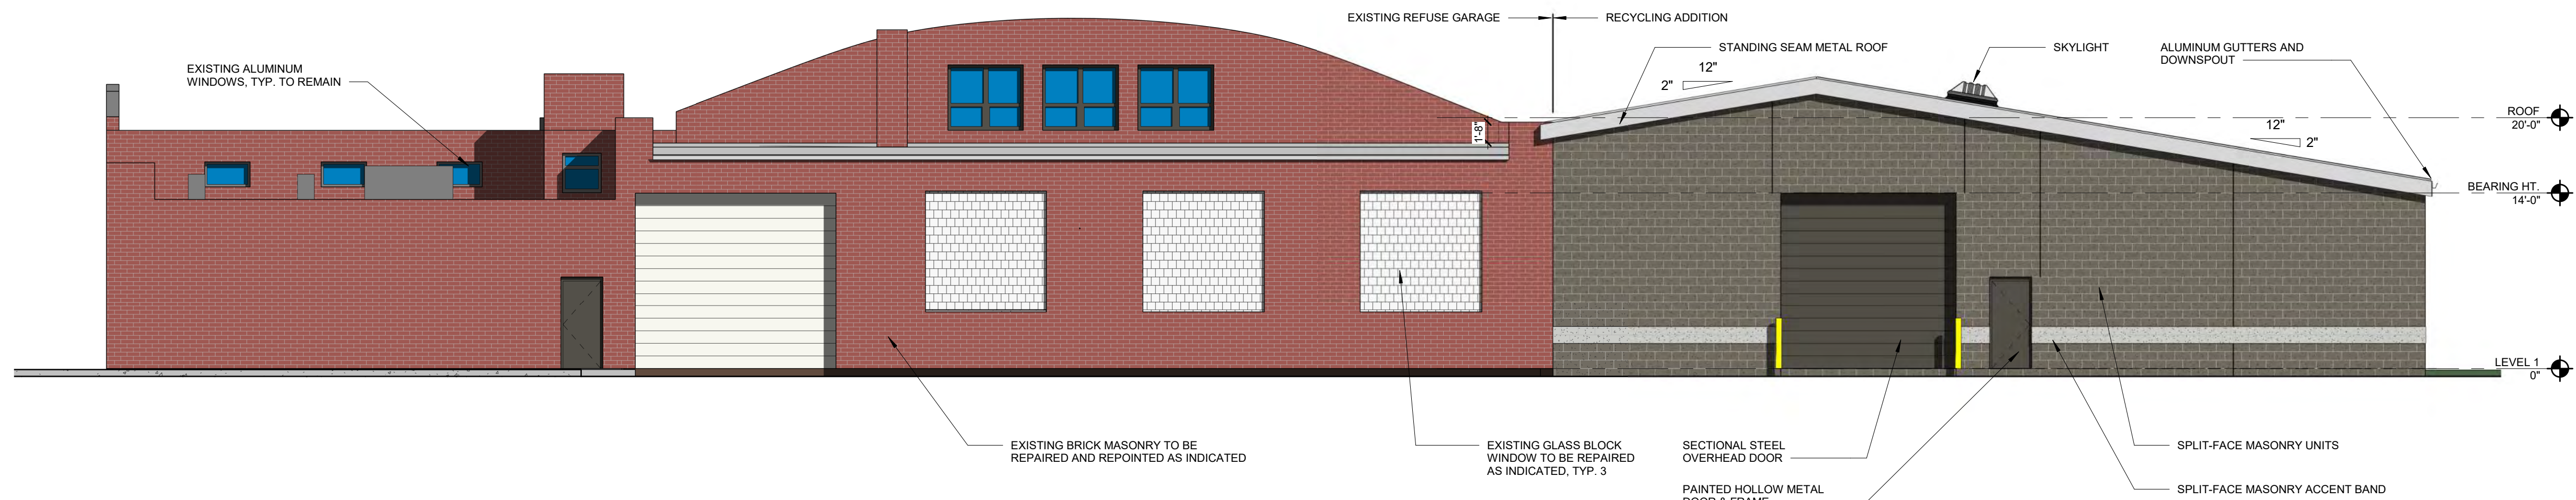 EXISTING REFUSE GARAGE
RECYCLING ADDITION
EXISTING ALUMINUM
WINDOWS, TYP. TO REMAIN
STANDING SEAM METAL ROOF
SKYLIGHT
ALUMINUM GUTTERS AND
DOWNSPOUT
12"
2"
ROOF
20'-0"
1'-8"
12"
2"
BEARING HT.
14'-0"
LEVEL 1
0"
EXISTING BRICK MASONRY TO BE
REPAIRED AND REPOINTED AS INDICATED
EXISTING GLASS BLOCK
WINDOW TO BE REPAIRED
AS INDICATED, TYP. 3
SECTIONAL STEEL
OVERHEAD DOOR
SPLIT-FACE MASONRY UNITS
PAINTED HOLLOW METAL
DOOR & FRAME
SPLIT-FACE MASONRY ACCENT BAND